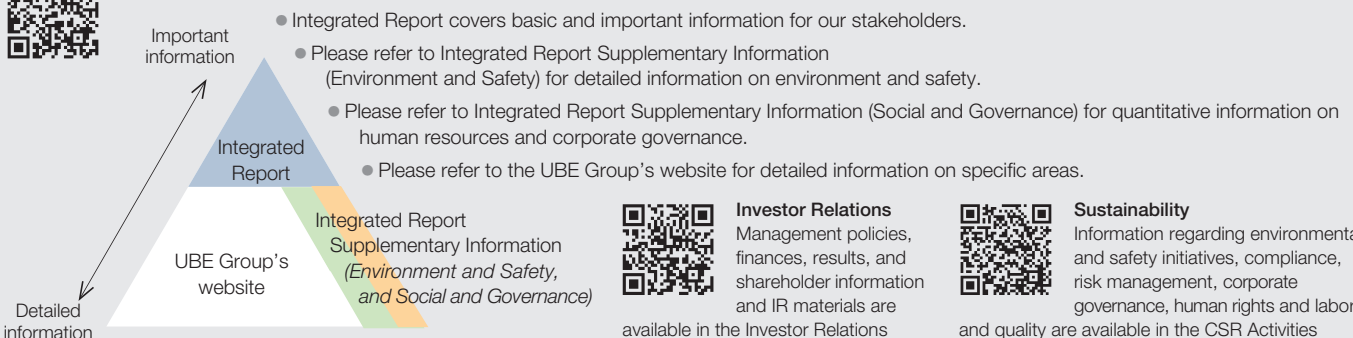 Important
information
Integrated Report covers basic and important information for our stakeholders.
Please refer to Integrated Report Supplementary Information
(Environment and Safety) for detailed information on environment and safety.
Please refer to Integrated Report Supplementary Information (Social and Governance) for quantitative information on
human resources and corporate governance.
Please refer to the UBE Group's website for detailed information on specific areas.
Integrated
Report
Integrated Report
Supplementary Information
(Environment and Safety,
and Social and Governance)
UBE Group's
website
Detailed
information
Investor Relations
Management policies,
finances, results, and
shareholder information
and IR materials are
available in the Investor Relations
Sustainability
Information regarding environmenta
and safety initiatives, compliance,
risk management, corporate
governance, human rights and labor
and quality are available in the CSR Activities